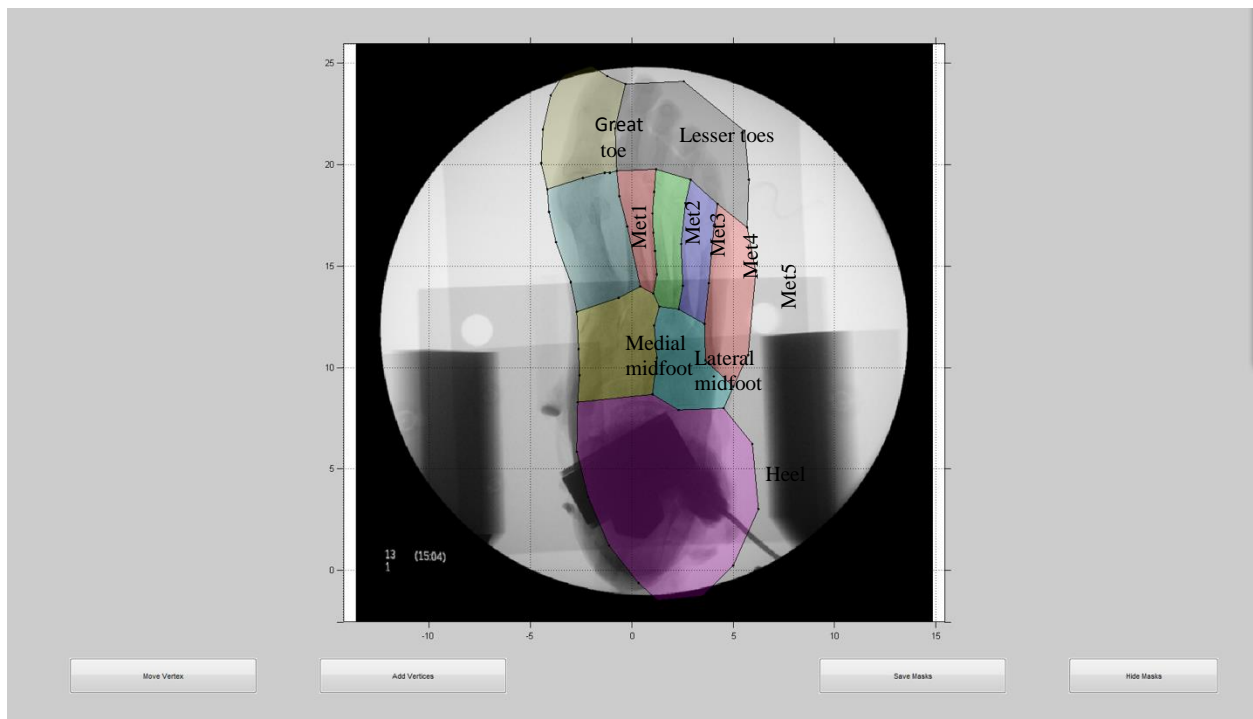 25
Great
toe
Lesser toes
20
Met1
Met2
Met3
Met4
Met5
15
Medial
midfoot
Lateral
midfoot
10
5
Heel
13 (15:04)
1
0
-10 -5 0 5 10 15
Move Vertex Add Vertices Save Masks Hide Masks